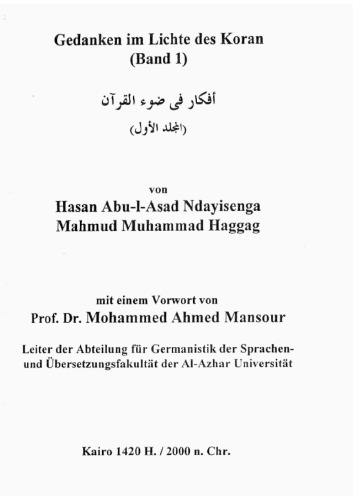 Gedanken im Lichte des Koran
(Band 1)
أفكار فى ضوء القرآن
(المجلد الأول)
von
Hasan Abu-l-Asad Ndayisenga
Mahmud Muhammad Haggag
mit einem Vorwort von
Prof. Dr. Mohammed Ahmed Mansour
Leiter der Abteilung für Germanistik der Sprachen-
und Übersetzungsfakultät der Al-Azhar Universität
Kairo 1420 H. / 2000 n. Chr.